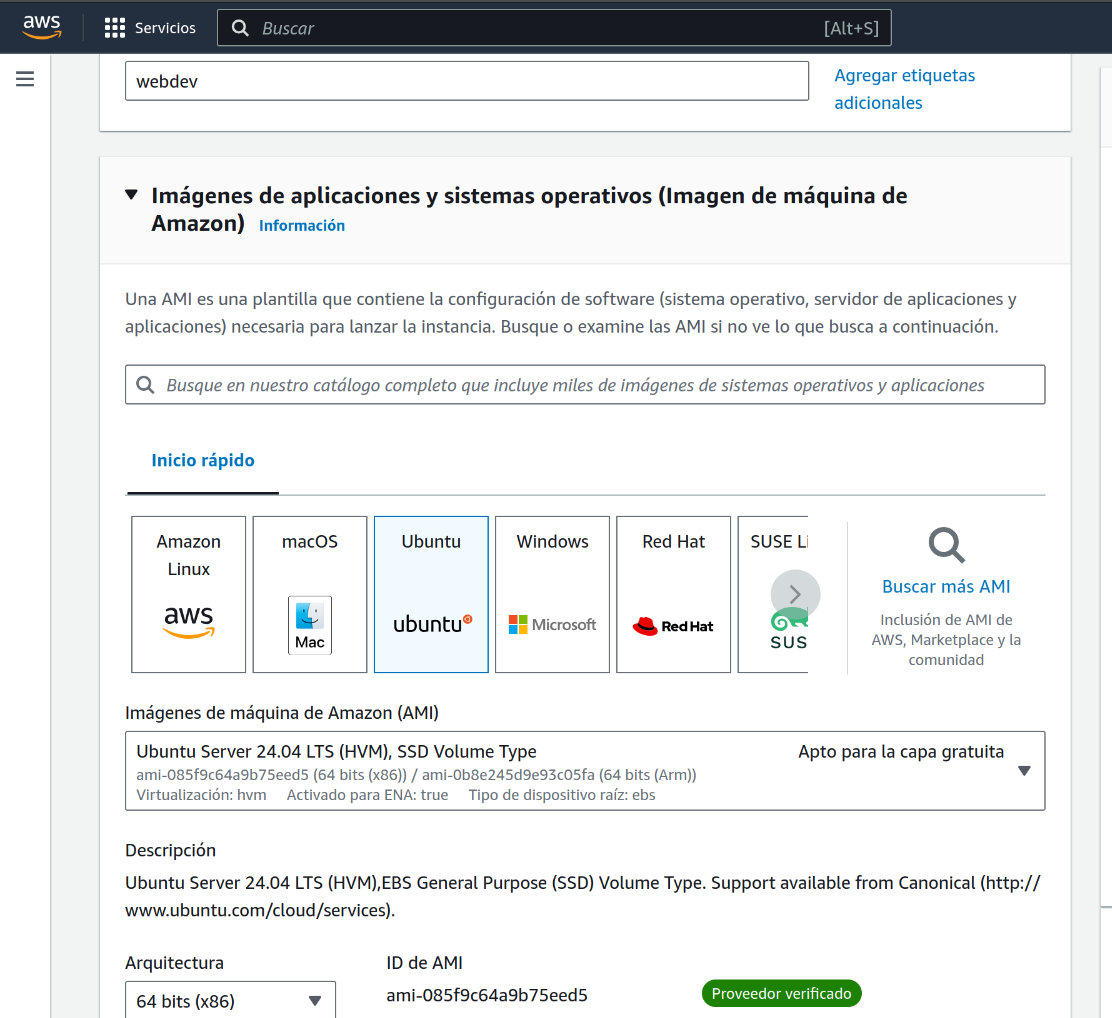 aws
Servicios
Buscar
[Alt+S]
webdev
Agregar etiquetas
adicionales
Imágenes de aplicaciones y sistemas operativos (Imagen de máquina de
Amazon) Información
Una AMI es una plantilla que contiene la configuración de software (sistema operativo, servidor de aplicaciones y
aplicaciones) necesaria para lanzar la instancia. Busque o examine las AMI si no ve lo que busca a continuación.
Busque en nuestro catálogo completo que incluye miles de imágenes de sistemas operativos y aplicaciones
Inicio rápido
Amazon
Linux
aws
macOS
Mac
Ubuntu
ubuntu
Windows
Microsoft
Red Hat
Red Hat
SUSE Li
SUS
Buscar más AMI
Inclusión de AMI de
AWS, Marketplace y la
comunidad
Imágenes de máquina de Amazon (AMI)
Ubuntu Server 24.04 LTS (HVM), SSD Volume Type
Apto para la capa gratuita
ami-085f9c64a9b75eed5 (64 bits (x86)) / ami-0b8e245d9e93c05fa (64 bits (Arm))
Virtualización: hvm Activado para ENA: true Tipo de dispositivo raíz: ebs
Descripción
Ubuntu Server 24.04 LTS (HVM),EBS General Purpose (SSD) Volume Type. Support available from Canonical (http://
www.ubuntu.com/cloud/services).
Arquitectura
ID de AMI
64 bits (x86)
ami-085f9c64a9b75eed5
Proveedor verificado